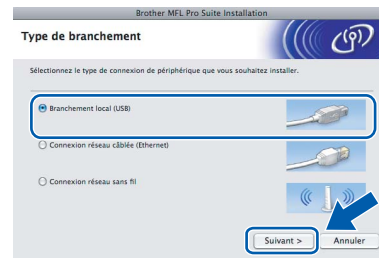 Brother MFL Pro Suite Installation
Type de branchement
Sélectionnez le type de connexion de périphérique que vous souhaitez installer.
Branchement local (USB)
Connexion réseau câblée (Ethernet)
Connexion réseau sans fil
Suivant >
Annuler